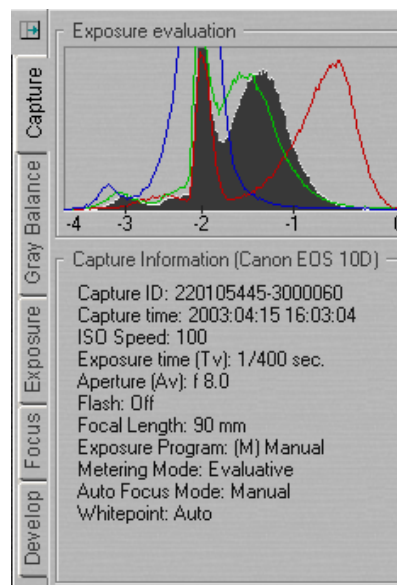 Exposure evaluation
-4 -3 -2 -1 0
Capture
Gray Balance
Exposure
Focus
Develop
Capture Information (Canon EOS 10D)
Capture ID: 220105445-3000060
Capture time: 2003:04:15 16:03:04
ISO Speed: 100
Exposure time (Tv): 1/400 sec.
Aperture (Av): f 8.0
Flash: Off
Focal Length: 90 mm
Exposure Program: (M) Manual
Metering Mode: Evaluative
Auto Focus Mode: Manual
Whitepoint: Auto